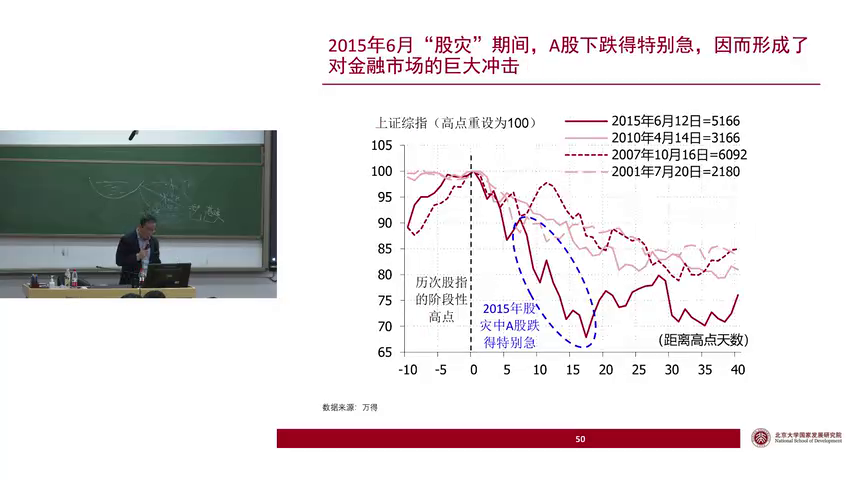 2015年6月“股灾”期间，A股下跌得特别急，因而形成了
对金融市场的巨大冲击
上证综指（高点重设为100）
2015年6月12日=5166
2010年4月14日=3166
2007年10月16日=6092
2001年7月20日=2180
105
100
95
90
85
80
75
70
65
历次股指
的阶段性
高点
2015年股
灾中A股跌
得特别急
(距离高点天数)
-10 -5 0 5 10 15 20 25 30 35 40
数据来源：万得
50
北京大学国家发展研究院
National School of Development